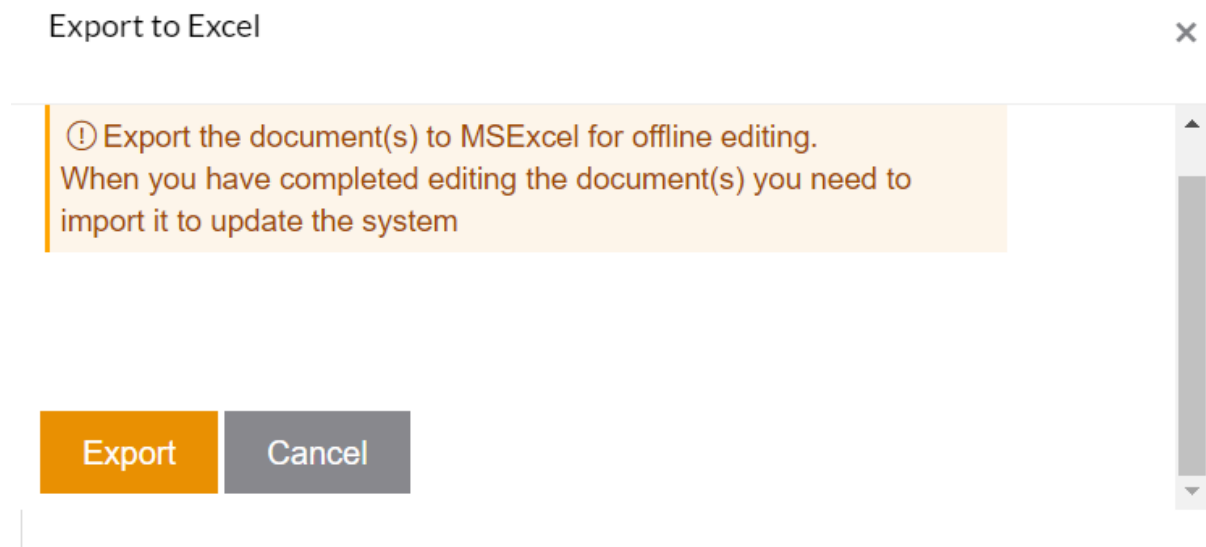 Export to Excel
×
Export the document(s) to MSExcel for offline editing.
When you have completed editing the document(s) you need to
import it to update the system
Export Cancel